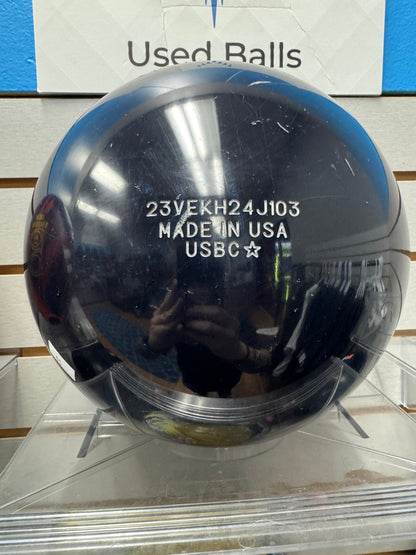 Used Balls
23VEKH24J103
MADE IN USA
USBC☆